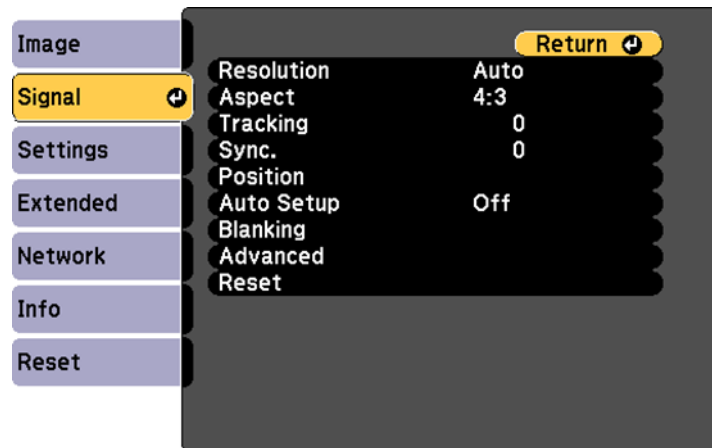 Image
Signal
Settings
Extended
Network
Info
Reset
Return
Resolution Auto
Aspect 4:3
Tracking 0
Sync. 0
Position
Auto Setup Off
Blanking
Advanced
Reset